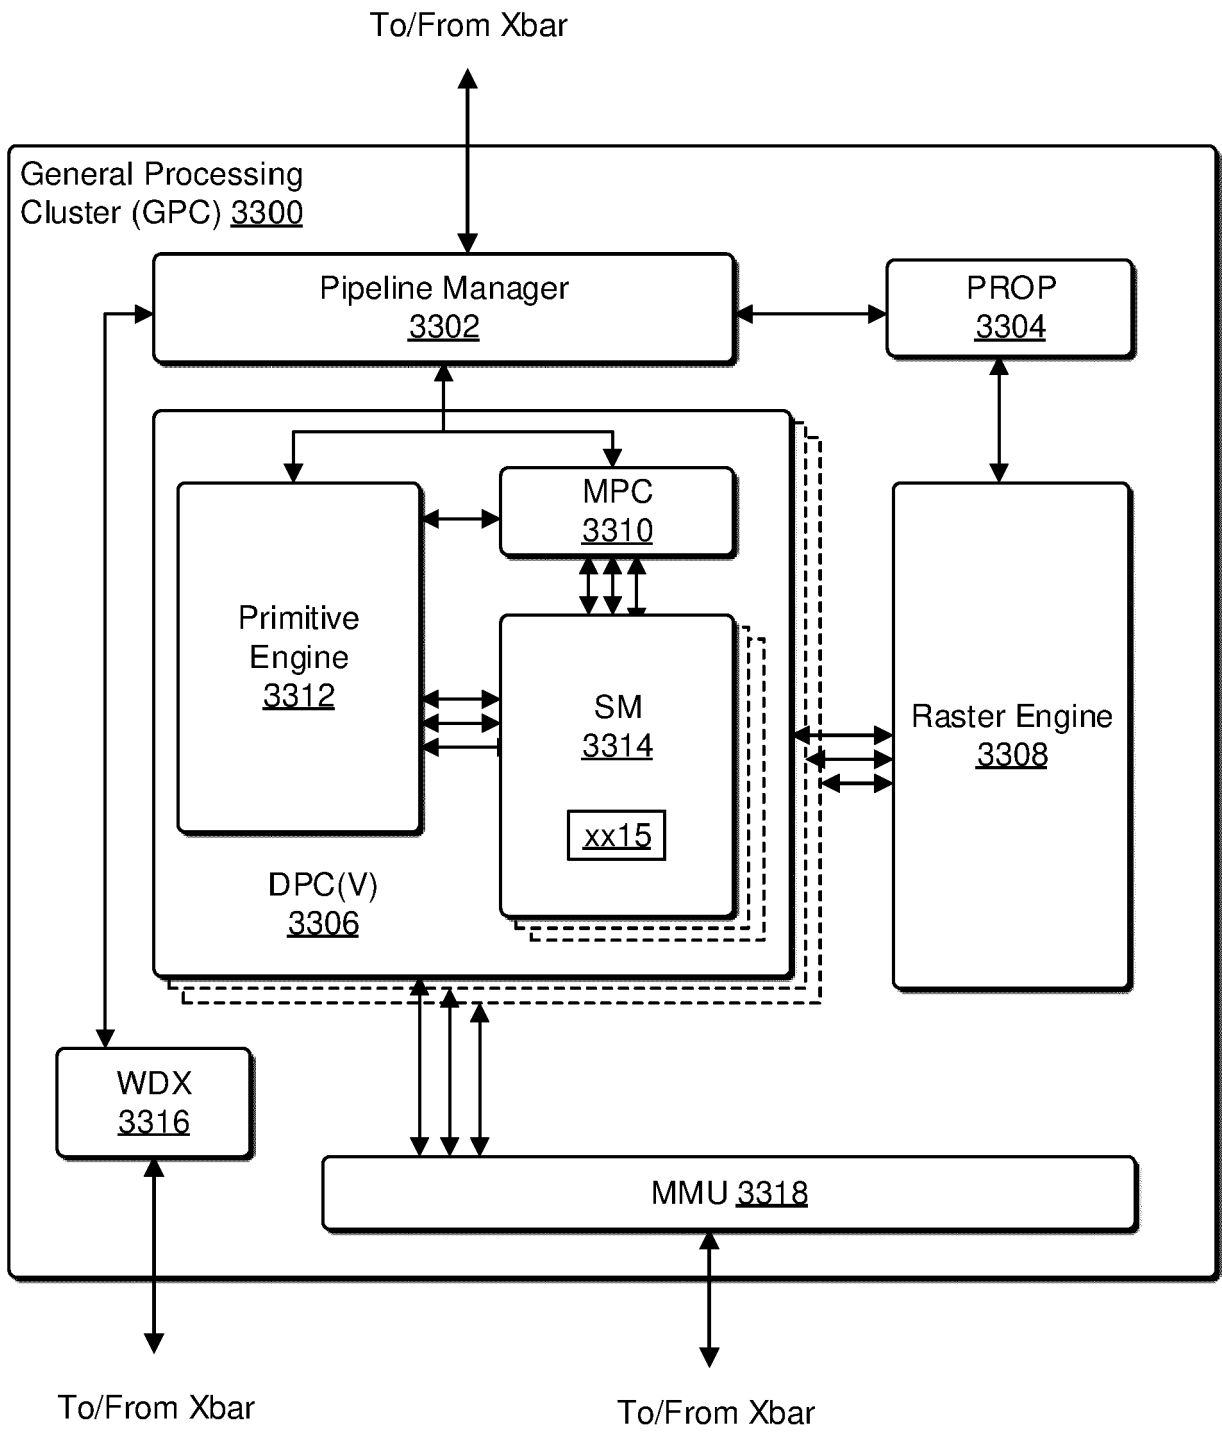 To/From Xbar
General Processing
Cluster (GPC) 3300
Pipeline Manager
3302
PROP
3304
MPC
3310
Primitive
Engine
3312
SM
3314
xx15
Raster Engine
3308
DPC(V)
3306
WDX
3316
MMU 3318
To/From Xbar
To/From Xbar